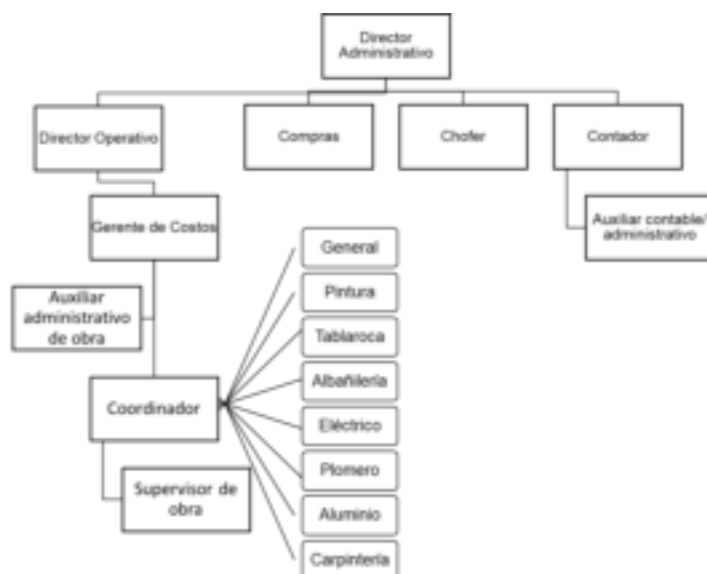 Director
Administrativo
Director Operativo
Compras
Chofer
Contador
Gerente de Costos
Auxiliar contable/
administrativo
General
Pintura
Auxiliar
administrativo
de obra
Tablaroca
Albañilería
Coordinador
Eléctrico
Plomero
Supervisor de
obra
Aluminio
Carpintería